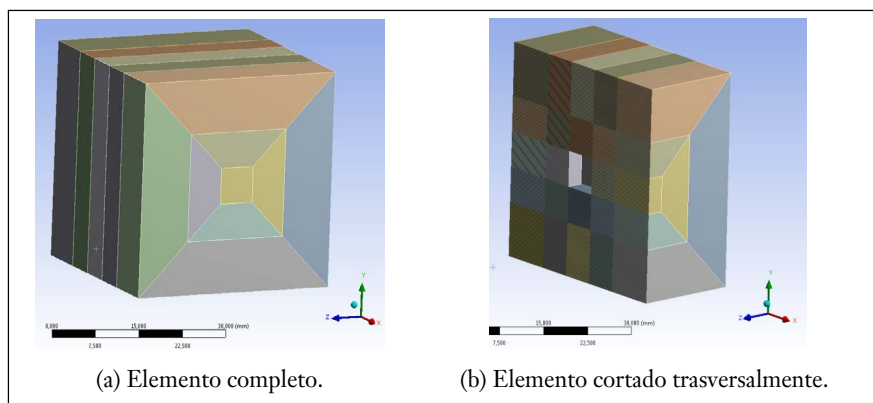 Y
Z
X
0,000
15,000
30,000 (mm)
7,500
22,500
(a) Elemento completo.
Y
Z
X
15,000
30,000 (mm)
7,500
22,500
(b) Elemento cortado trasversalmente.